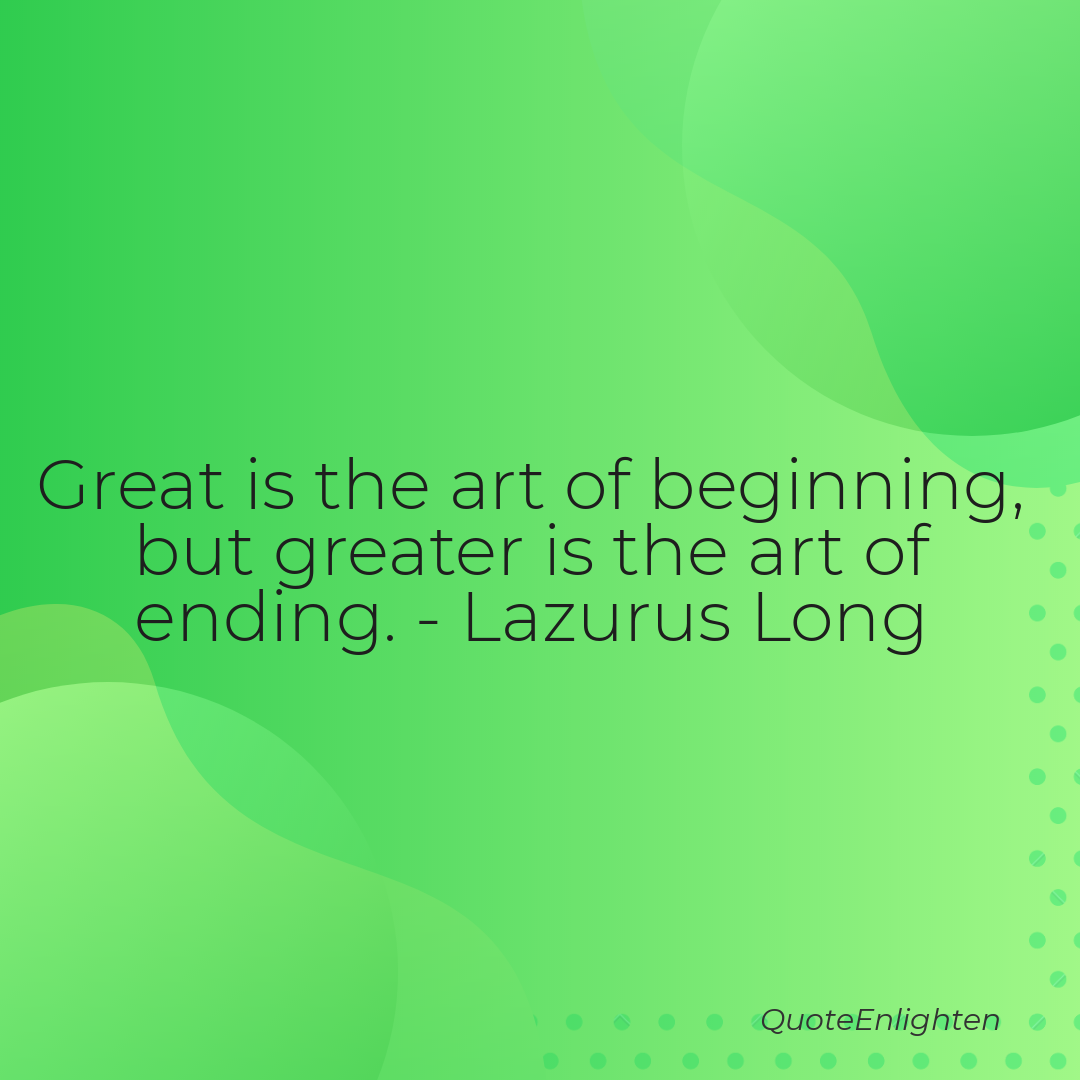 Great is the art of beginning,
but greater is the art of
ending. - Lazurus Long
QuoteEnlighten